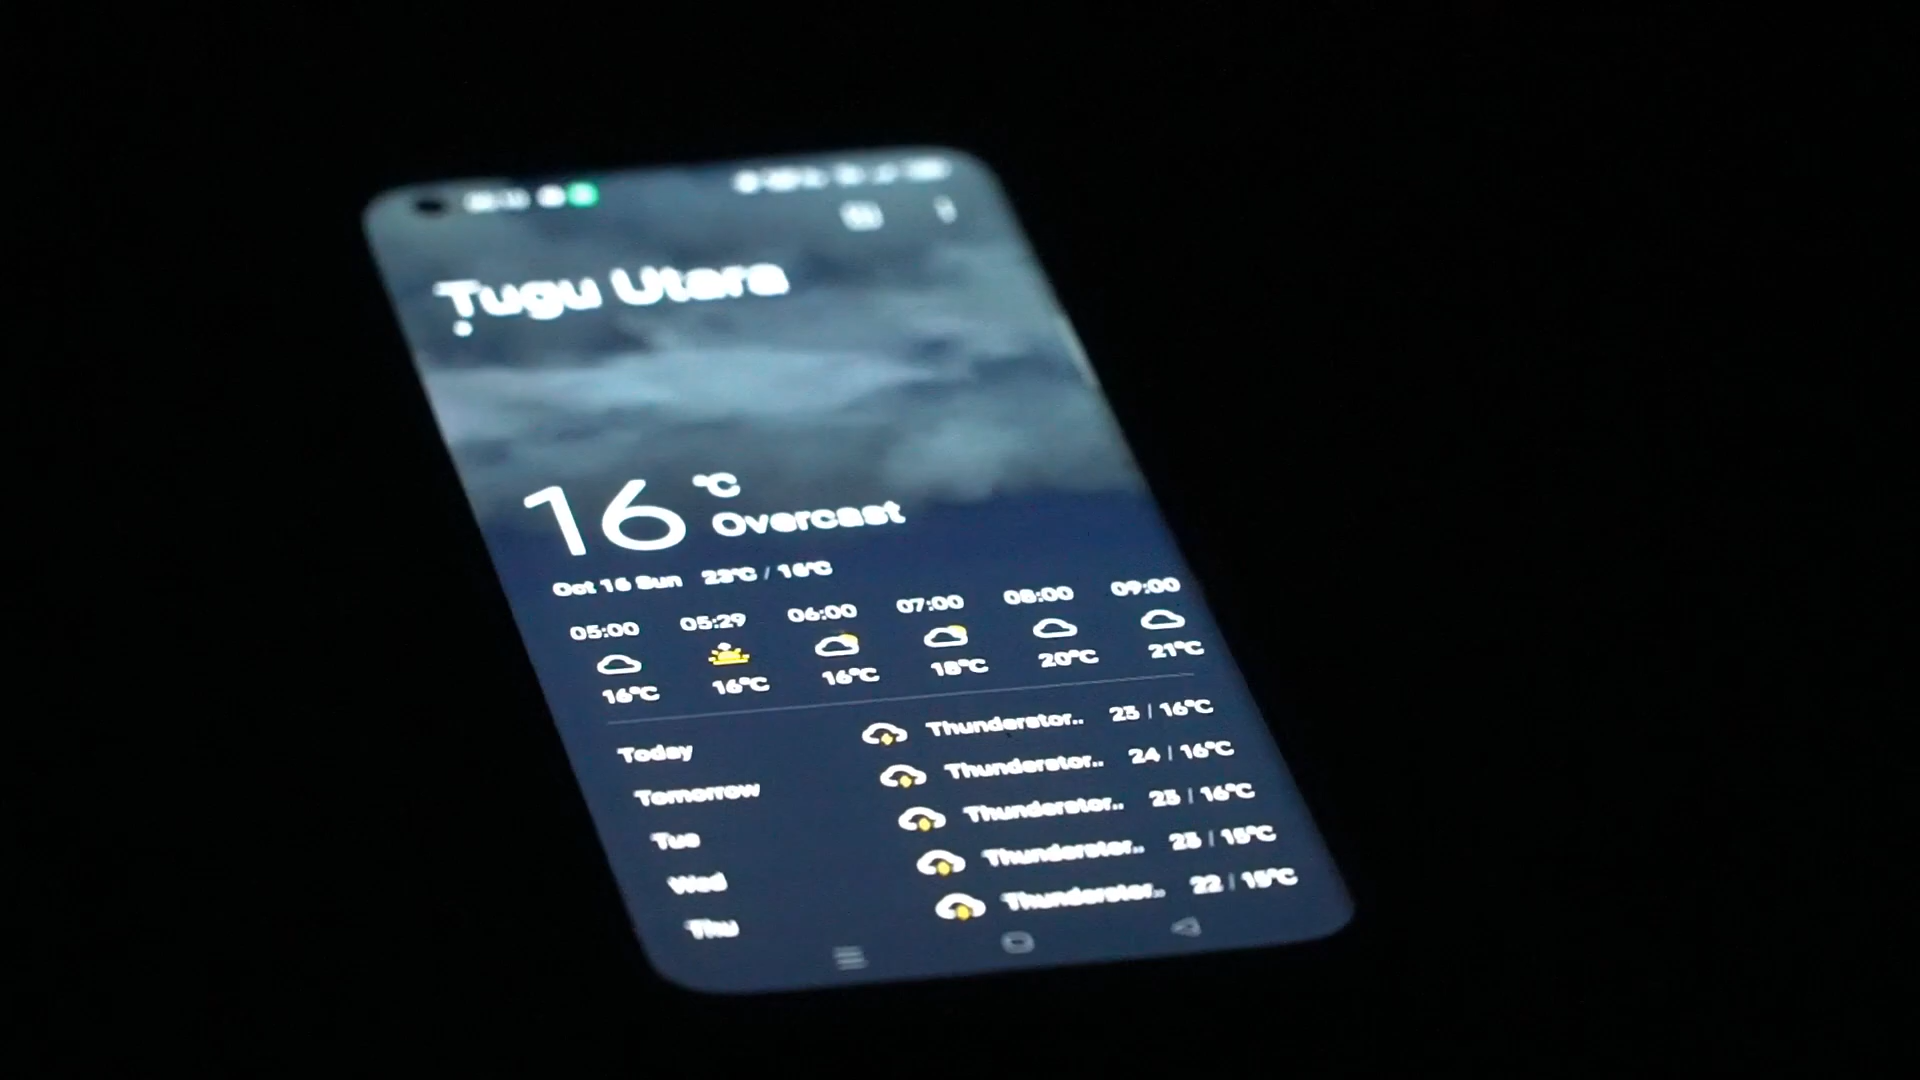 Tugu Utara
16 °C
Overcast
Oct 16 Sun 23°C / 16°C
05:00 05:29 06:00 07:00 08:00 09:00
16°C 16°C 16°C 18°C 20°C 21°C
Today Thunderstor.. 23 | 16°C
Tomorrow Thunderstor.. 24 | 16°C
Tue Thunderstor.. 23 | 16°C
Wed Thunderstor.. 23 | 15°C
Thu Thunderstor.. 22 | 15°C